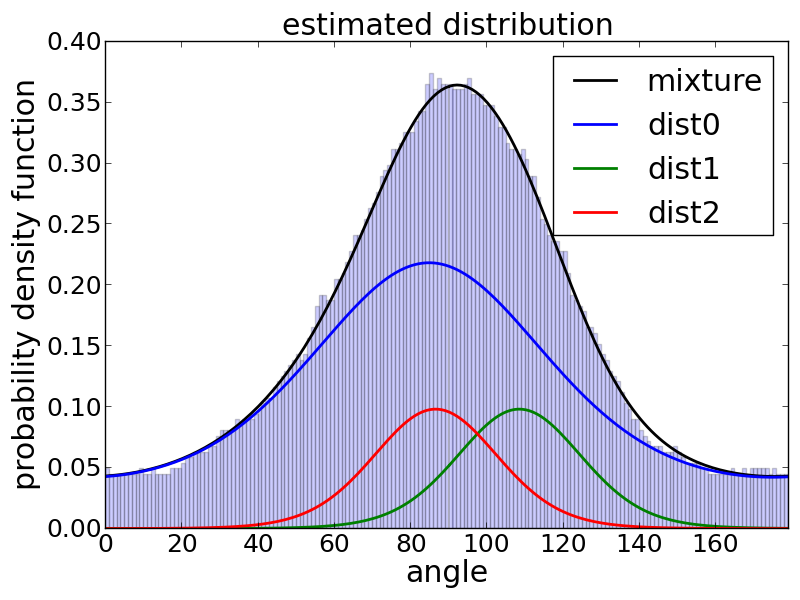 estimated distribution
probability density function
0.40
0.35
0.30
0.25
0.20
0.15
0.10
0.05
0.00
mixture
dist0
dist1
dist2
0 20 40 60 80 100 120 140 160
angle